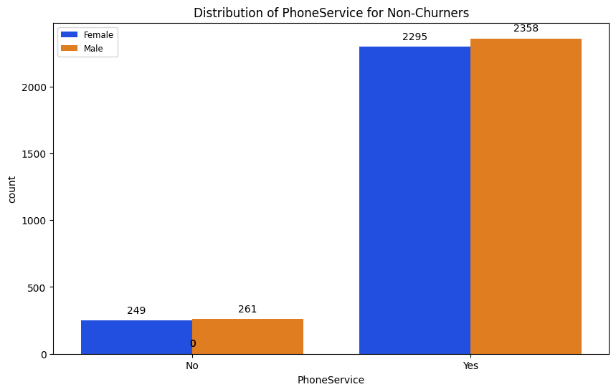 Distribution of PhoneService for Non-Churners
Female
Male
2295
2358
249
261
0
count
2000
1500
1000
500
0
No
Yes
PhoneService